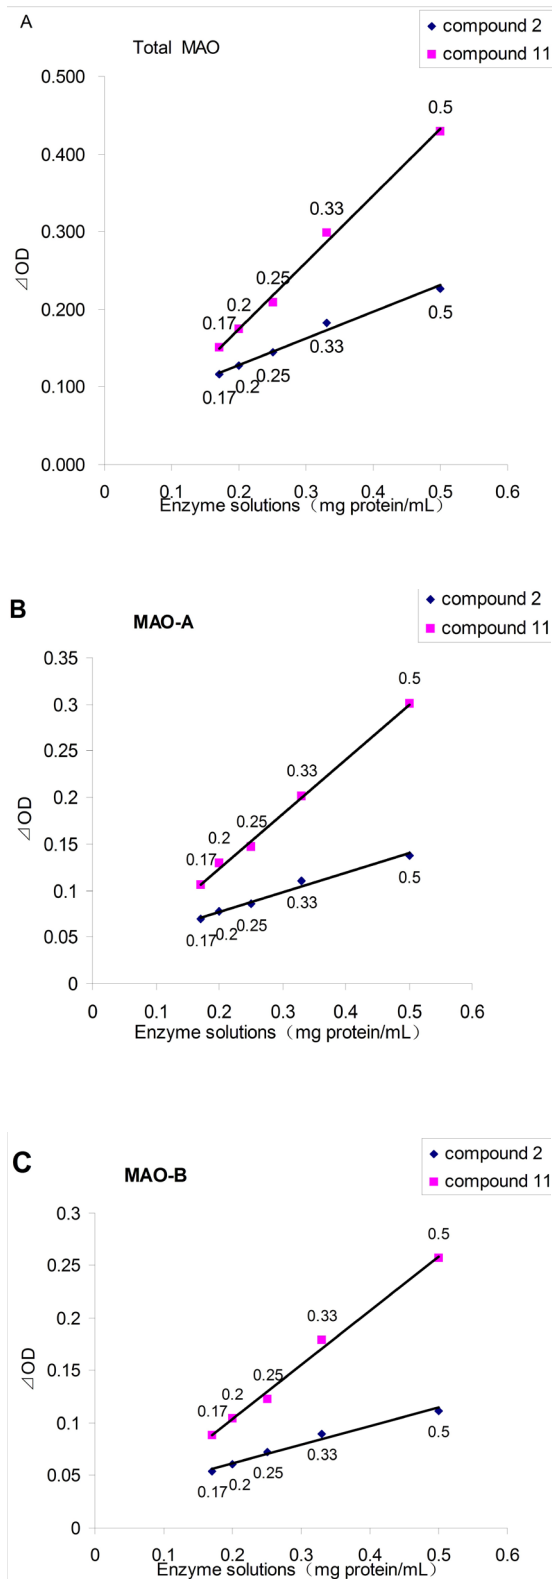 A
Total MAO
compound 2
compound 11
0.500
0.400
0.300
0.200
0.100
0.000
⊿OD
0.5
0.33
0.25
0.2
0.17
0.5
0.33
0.25
0.2
0.17
0 0.1 0.2 0.3 0.4 0.5 0.6
Enzyme solutions（mg protein/mL）
B
MAO-A
compound 2
compound 11
0.35
0.3
0.25
0.2
0.15
0.1
0.05
0
⊿OD
0.5
0.33
0.25
0.2
0.17
0.5
0.33
0.25
0.2
0.17
0 0.1 0.2 0.3 0.4 0.5 0.6
Enzyme solutions（mg protein/mL）
C
MAO-B
compound 2
compound 11
0.3
0.25
0.2
0.15
0.1
0.05
0
⊿OD
0.5
0.33
0.25
0.2
0.17
0.5
0.33
0.25
0.2
0.17
0 0.1 0.2 0.3 0.4 0.5 0.6
Enzyme solutions（mg protein/mL）